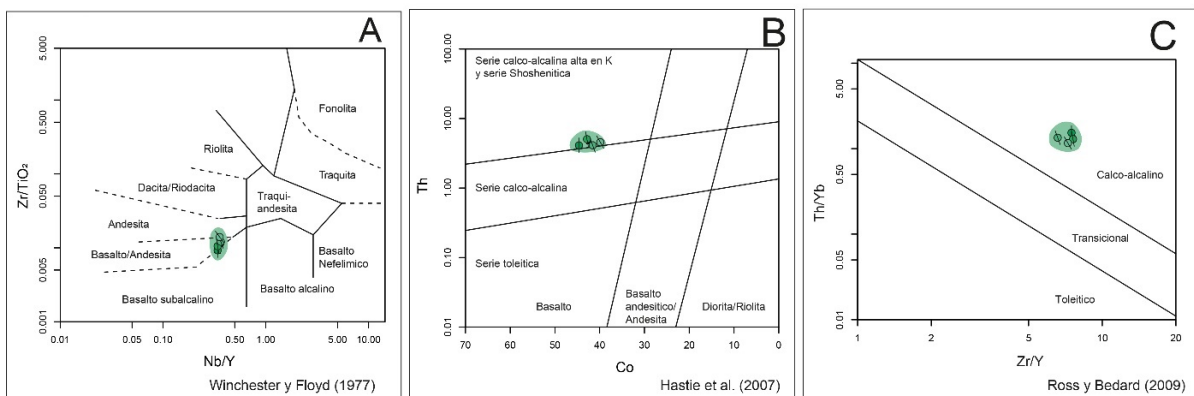 A
5.000
0.500
0.050
0.005
0.001
Zr/TiO₂
Fonolita
Riolita
Traquita
Dacita/Riodacita
Traqui-
andesita
Andesita
Basalto/Andesita
Basalto
Nefelimico
Basalto subalcalino
Basalto alcalino
0.01 0.05 0.10 0.50 1.00 5.00 10.00
Nb/Y
Winchester y Floyd (1977)
B
100.00
10.00
1.00
0.10
0.01
Th
Serie calco-alcalina alta en K
y serie Shoshenitica
Serie calco-alcalina
Serie toleitica
Basalto
Basalto
andesitico/
Andesita
Diorita/Riolita
70 60 50 40 30 20 10 0
Co
Hastie et al. (2007)
C
5.00
0.50
0.05
0.01
Th/Yb
Calco-alcalino
Transicional
Toleitico
1 2 5 10 20
Zr/Y
Ross y Bedard (2009)